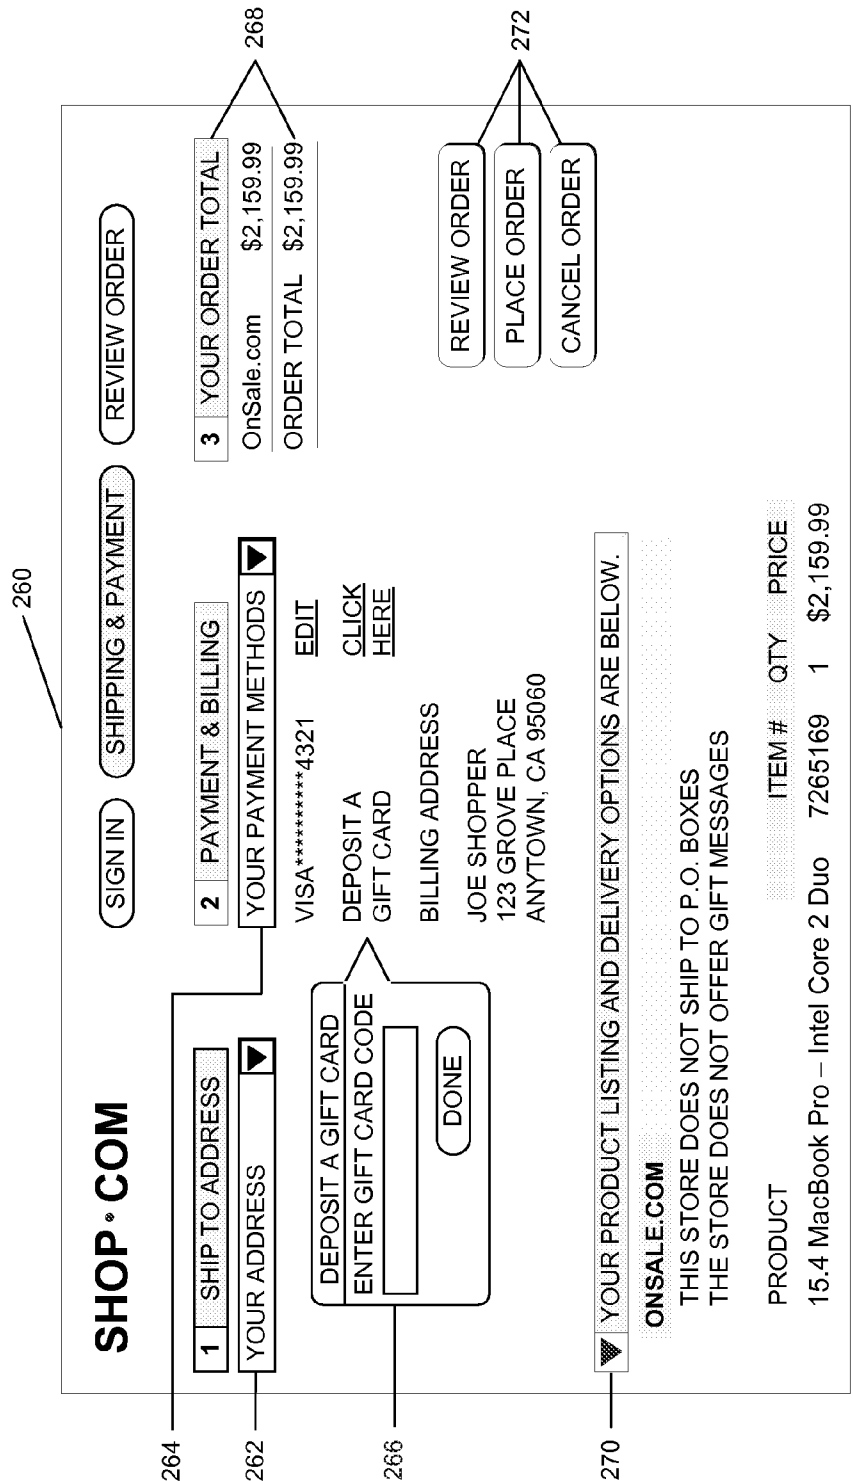 260
SHOP•COM
SIGN IN
SHIPPING & PAYMENT
REVIEW ORDER
264
262
1 SHIP TO ADDRESS
YOUR ADDRESS
266
DEPOSIT A GIFT CARD
ENTER GIFT CARD CODE
DONE
2 PAYMENT & BILLING
YOUR PAYMENT METHODS
VISA**********4321 EDIT
DEPOSIT A CLICK
GIFT CARD HERE
BILLING ADDRESS
JOE SHOPPER
123 GROVE PLACE
ANYTOWN, CA 95060
268
3 YOUR ORDER TOTAL
OnSale.com $2,159.99
ORDER TOTAL $2,159.99
272
REVIEW ORDER
PLACE ORDER
CANCEL ORDER
270
YOUR PRODUCT LISTING AND DELIVERY OPTIONS ARE BELOW.
ONSALE.COM
THIS STORE DOES NOT SHIP TO P.O. BOXES
THE STORE DOES NOT OFFER GIFT MESSAGES
PRODUCT ITEM # QTY PRICE
15.4 MacBook Pro – Intel Core 2 Duo 7265169 1 $2,159.99